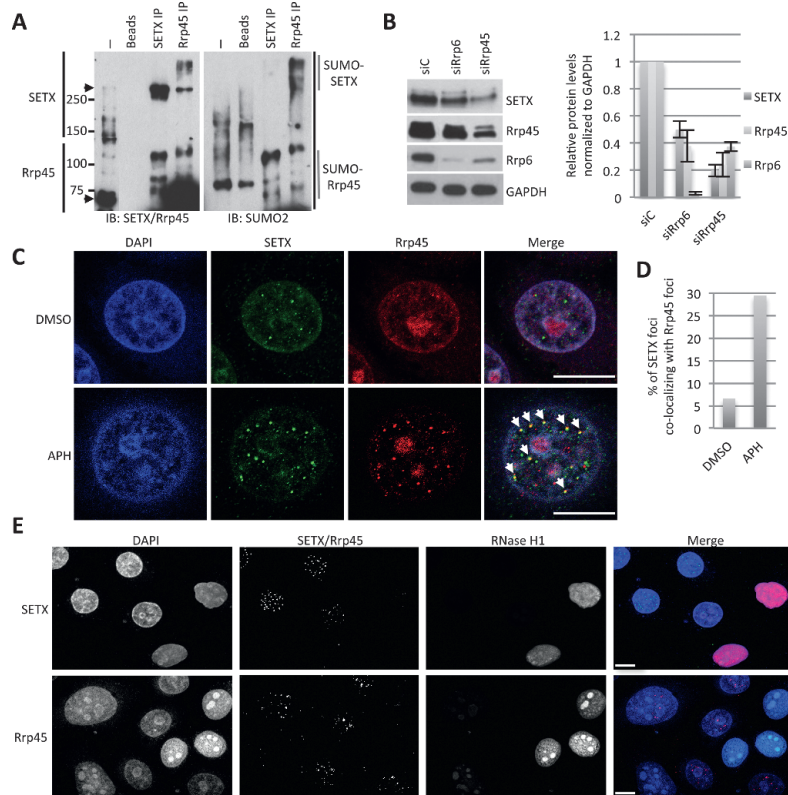 A
I
Beads
SETX IP
Rrp45 IP
I
Beads
SETX IP
Rrp45 IP
SETX
Rrp45
250
150
100
75
SUMO-
SETX
SUMO-
Rrp45
IB: SETX/Rrp45
IB: SUMO2
B
siC
siRrp6
siRrp45
SETX
Rrp45
Rrp6
GAPDH
Relative protein levels
normalized to GAPDH
1.2
1
0.8
0.6
0.4
0.2
0
siC
siRrp6
siRrp45
SETX
Rrp45
Rrp6
C
DAPI
SETX
Rrp45
Merge
DMSO
APH
D
% of SETX foci
co-localizing with Rrp45 foci
35
30
25
20
15
10
5
0
DMSO
APH
E
DAPI
SETX/Rrp45
RNase H1
Merge
SETX
Rrp45